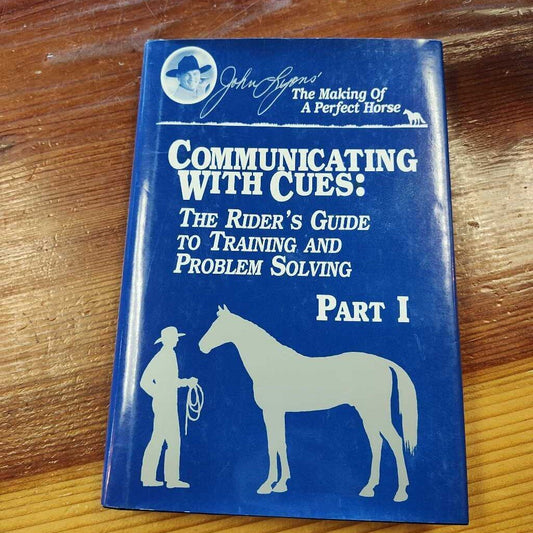 John Lyons'
The Making Of
A Perfect Horse
COMMUNICATING
WITH CUES:
THE RIDER'S GUIDE
TO TRAINING AND
PROBLEM SOLVING
PART I